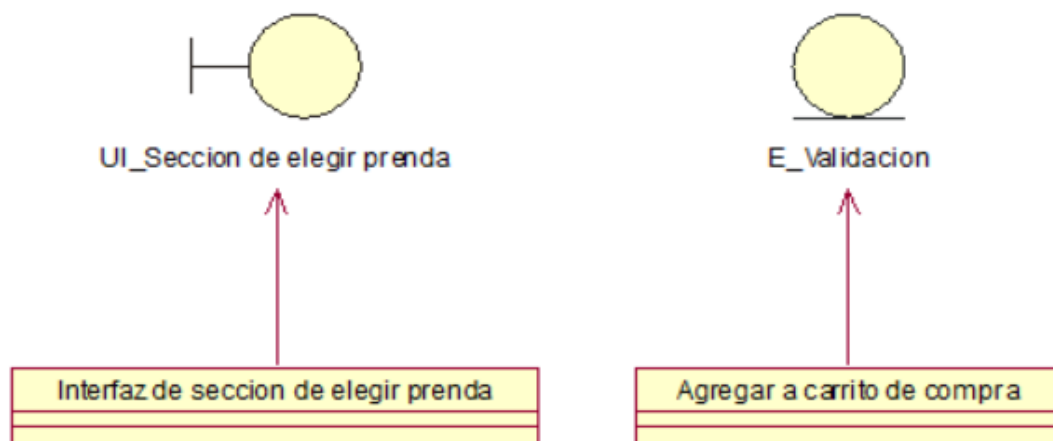 UI_Seccion de elegir prenda
E_Validacion
Interfaz de seccion de elegir prenda
Agregar a carrito de compra